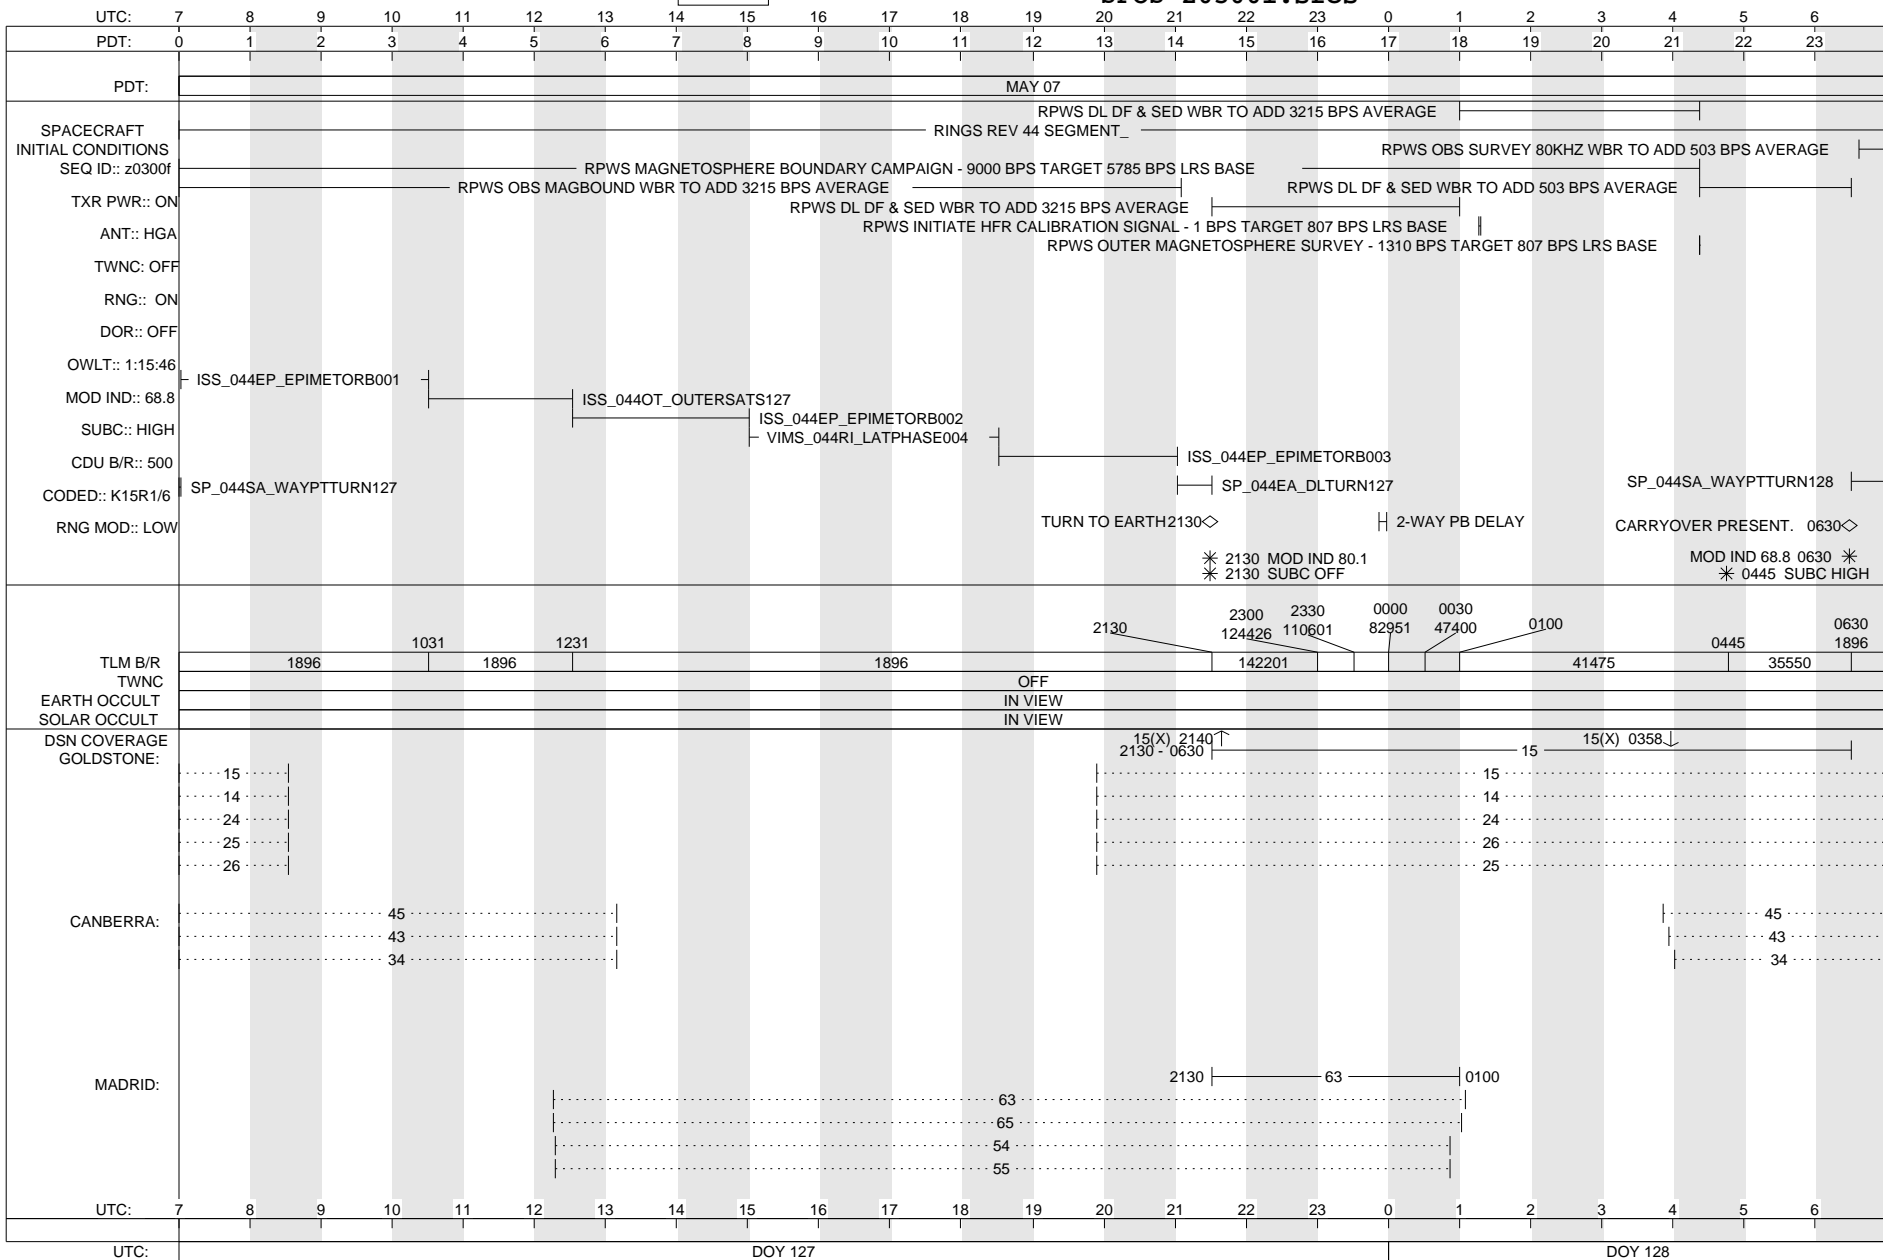 UTC: 7 8 9 10 11 12 13 14 15 16 17 18 19 20 21 22 23 0 1 2 3 4 5 6
PDT: 0 1 2 3 4 5 6 7 8 9 10 11 12 13 14 15 16 17 18 19 20 21 22 23
PDT: MAY 07
RPWS DL DF & SED WBR TO ADD 3215 BPS AVERAGE
SPACECRAFT RINGS REV 44 SEGMENT_
INITIAL CONDITIONS RPWS OBS SURVEY 80KHZ WBR TO ADD 503 BPS AVERAGE
SEQ ID:: z0300f RPWS MAGNETOSPHERE BOUNDARY CAMPAIGN - 9000 BPS TARGET 5785 BPS LRS BASE
RPWS OBS MAGBOUND WBR TO ADD 3215 BPS AVERAGE RPWS DL DF & SED WBR TO ADD 503 BPS AVERAGE
TXR PWR:: ON RPWS DL DF & SED WBR TO ADD 3215 BPS AVERAGE
RPWS INITIATE HFR CALIBRATION SIGNAL - 1 BPS TARGET 807 BPS LRS BASE
ANT:: HGA
RPWS OUTER MAGNETOSPHERE SURVEY - 1310 BPS TARGET 807 BPS LRS BASE
TWNC: OFF
RNG:: ON
DOR:: OFF
OWLT:: 1:15:46
ISS_044EP_EPIMETORB001
MOD IND:: 68.8 ISS_044OT_OUTERSATS127
ISS_044EP_EPIMETORB002
SUBC:: HIGH VIMS_044RI_LATPHASE004
ISS_044EP_EPIMETORB003
CDU B/R:: 500
SP_044SA_WAYPTTURN127 SP_044EA_DLTURN127 SP_044SA_WAYPTTURN128
CODED:: K15R1/6
RNG MOD:: LOW TURN TO EARTH2130 2-WAY PB DELAY CARRYOVER PRESENT. 0630
2130 MOD IND 80.1 MOD IND 68.8 0630
2130 SUBC OFF 0445 SUBC HIGH
2300 2330 0000 0030 0100 0630
1031 1231 2130 124426 110601 82951 47400 0445 1896
TLM B/R 1896 1896 1896 142201 41475 35550
TWNC OFF
EARTH OCCULT IN VIEW
SOLAR OCCULT IN VIEW
DSN COVERAGE 15(X) 2140 15(X) 0358
GOLDSTONE: 2130 - 0630 15
15 15
14 14
24 24
25 26
26 25
45 45
CANBERRA:
43 43
34 34
MADRID: 2130 63 0100
63
65
54
55
UTC: 7 8 9 10 11 12 13 14 15 16 17 18 19 20 21 22 23 0 1 2 3 4 5 6
UTC: DOY 127 DOY 128